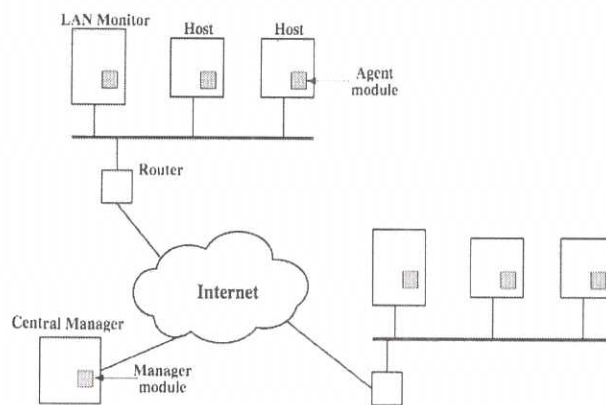 LAN Monitor
Host
Host
Agent
module
Router
Internet
Central Manager
Manager
module